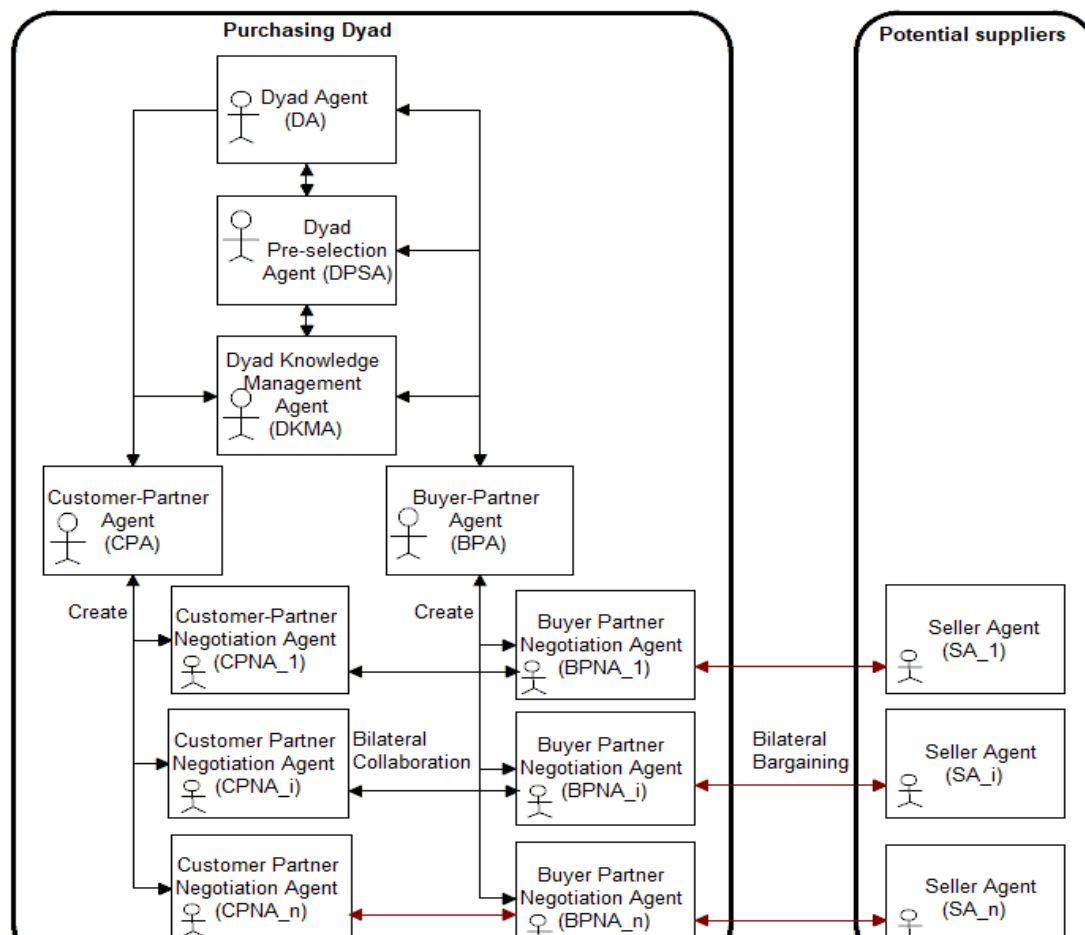 Purchasing Dyad
Potential suppliers
Dyad Agent
(DA)
Dyad
Pre-selection
Agent (DPSA)
Dyad Knowledge
Management
Agent
(DKMA)
Customer-Partner
Agent
(CPA)
Buyer-Partner
Agent
(BPA)
Create
Customer-Partner
Negotiation Agent
(CPNA_1)
Create
Buyer Partner
Negotiation Agent
(BPNA_1)
Seller Agent
(SA_1)
Customer Partner
Negotiation Agent
(CPNA_i)
Bilateral
Collaboration
Buyer Partner
Negotiation Agent
(BPNA_i)
Bilateral
Bargaining
Seller Agent
(SA_i)
Customer Partner
Negotiation Agent
(CPNA_n)
Buyer Partner
Negotiation Agent
(BPNA_n)
Seller Agent
(SA_n)